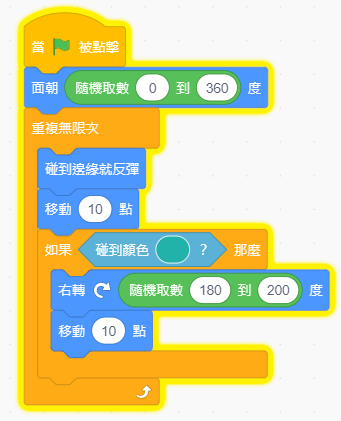 當 被點擊
面朝 隨機取數 0 到 360 度
重複無限次
碰到邊緣就反彈
移動 10 點
如果 碰到顏色 ? 那麼
右轉 隨機取數 180 到 200 度
移動 10 點